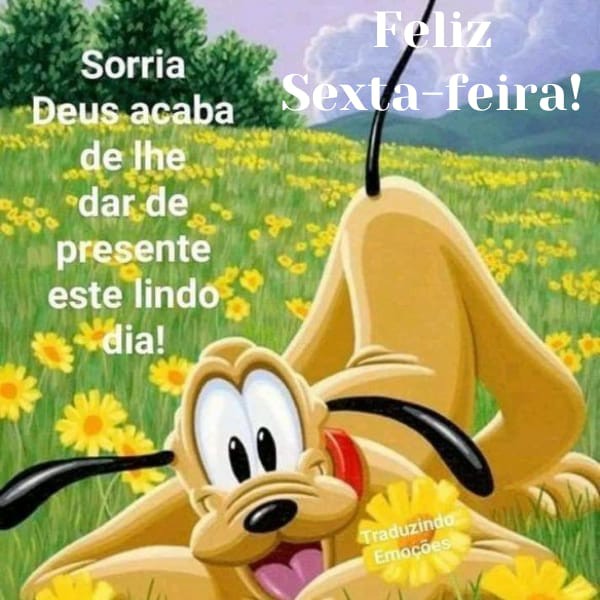 Feliz
Sexta-feira!
Sorria
Deus acaba
de lhe
dar de
presente
este lindo
dia!
Traduzindo
Emoções